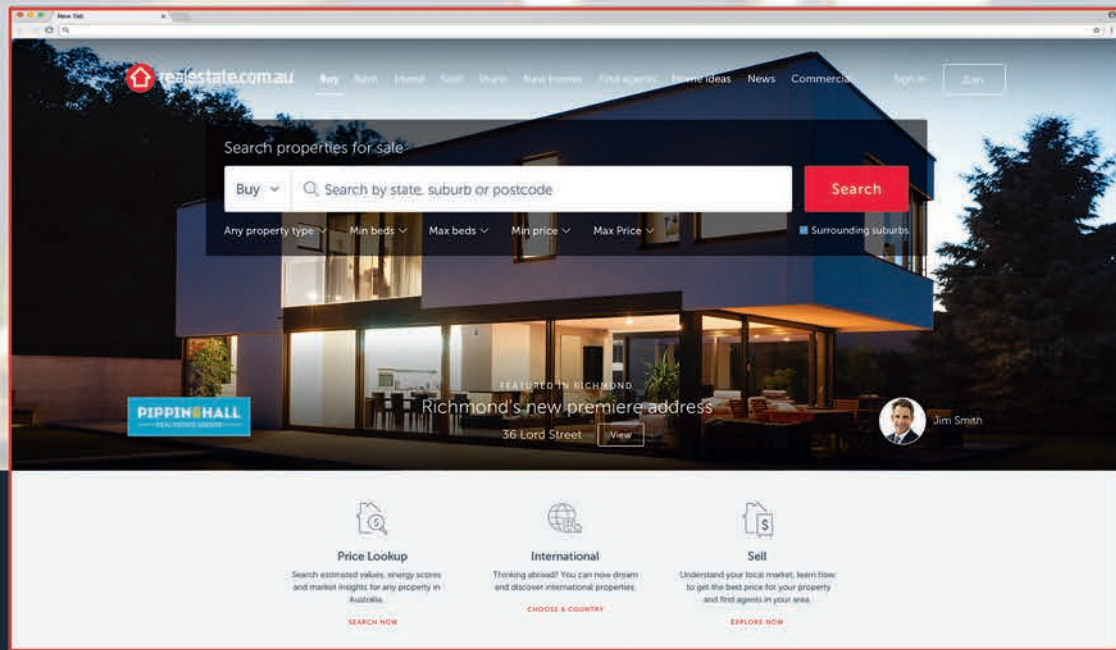 New Tab
realestate.com.au Buy Rent Invest Sold Share New homes Find agents Home Ideas News Commercial Sign in Join
Search properties for sale
Buy Search by state, suburb or postcode Search
Any property type Min beds Max beds Min price Max Price Surrounding suburbs
FEATURED IN RICHMOND
Richmond's new premiere address
36 Lord Street View
PIPPIN HALL
REAL ESTATE AGENTS
Jim Smith
Price Lookup
Search estimated values, energy scores
and market insights for any property in
Australia.
SEARCH NOW
International
Thinking abroad? You can now dream
and discover international properties.
CHOOSE A COUNTRY
Sell
Understand your local market, learn how
to get the best price for your property
and find agents in your area.
EXPLORE NOW